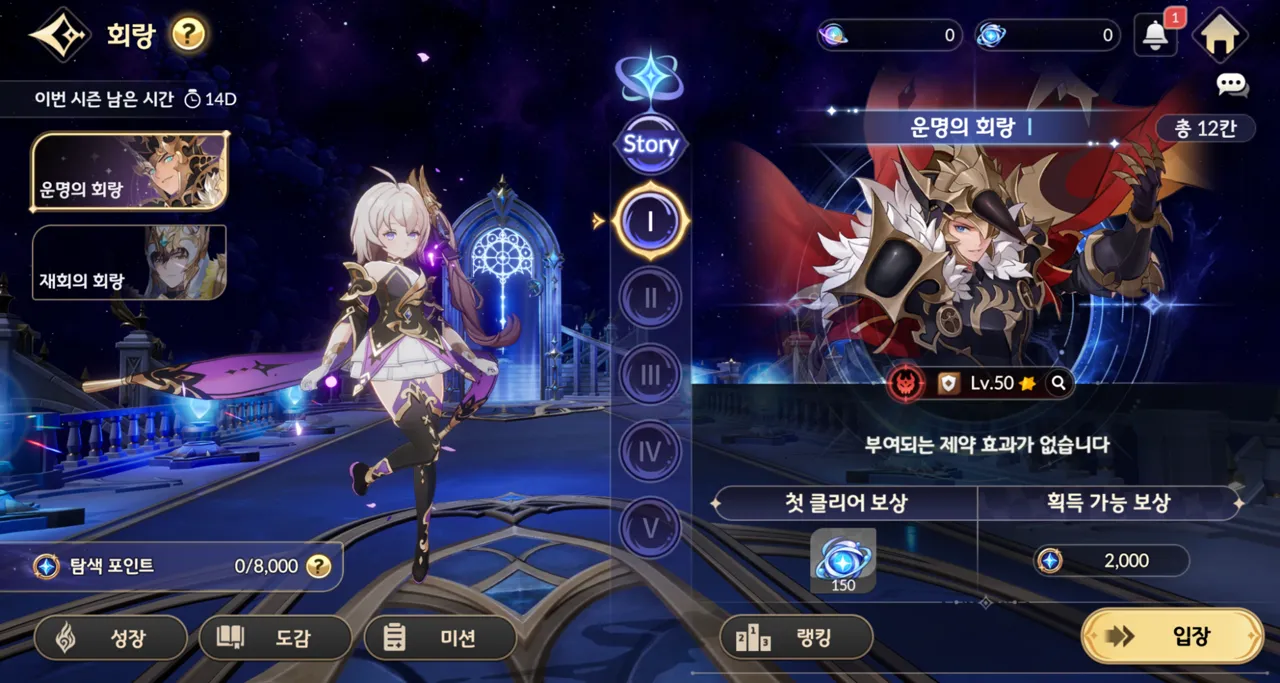 회랑 ?
0
0
1
이번 시즌 남은 시간 14D
운명의 회랑
재회의 회랑
Story
I
II
III
IV
V
운명의 회랑 I
총 12칸
Lv.50
부여되는 제약 효과가 없습니다
첫 클리어 보상
획득 가능 보상
150
2,000
탐색 포인트 0/8,000 ?
성장
도감
미션
2 1 3
랭킹
입장